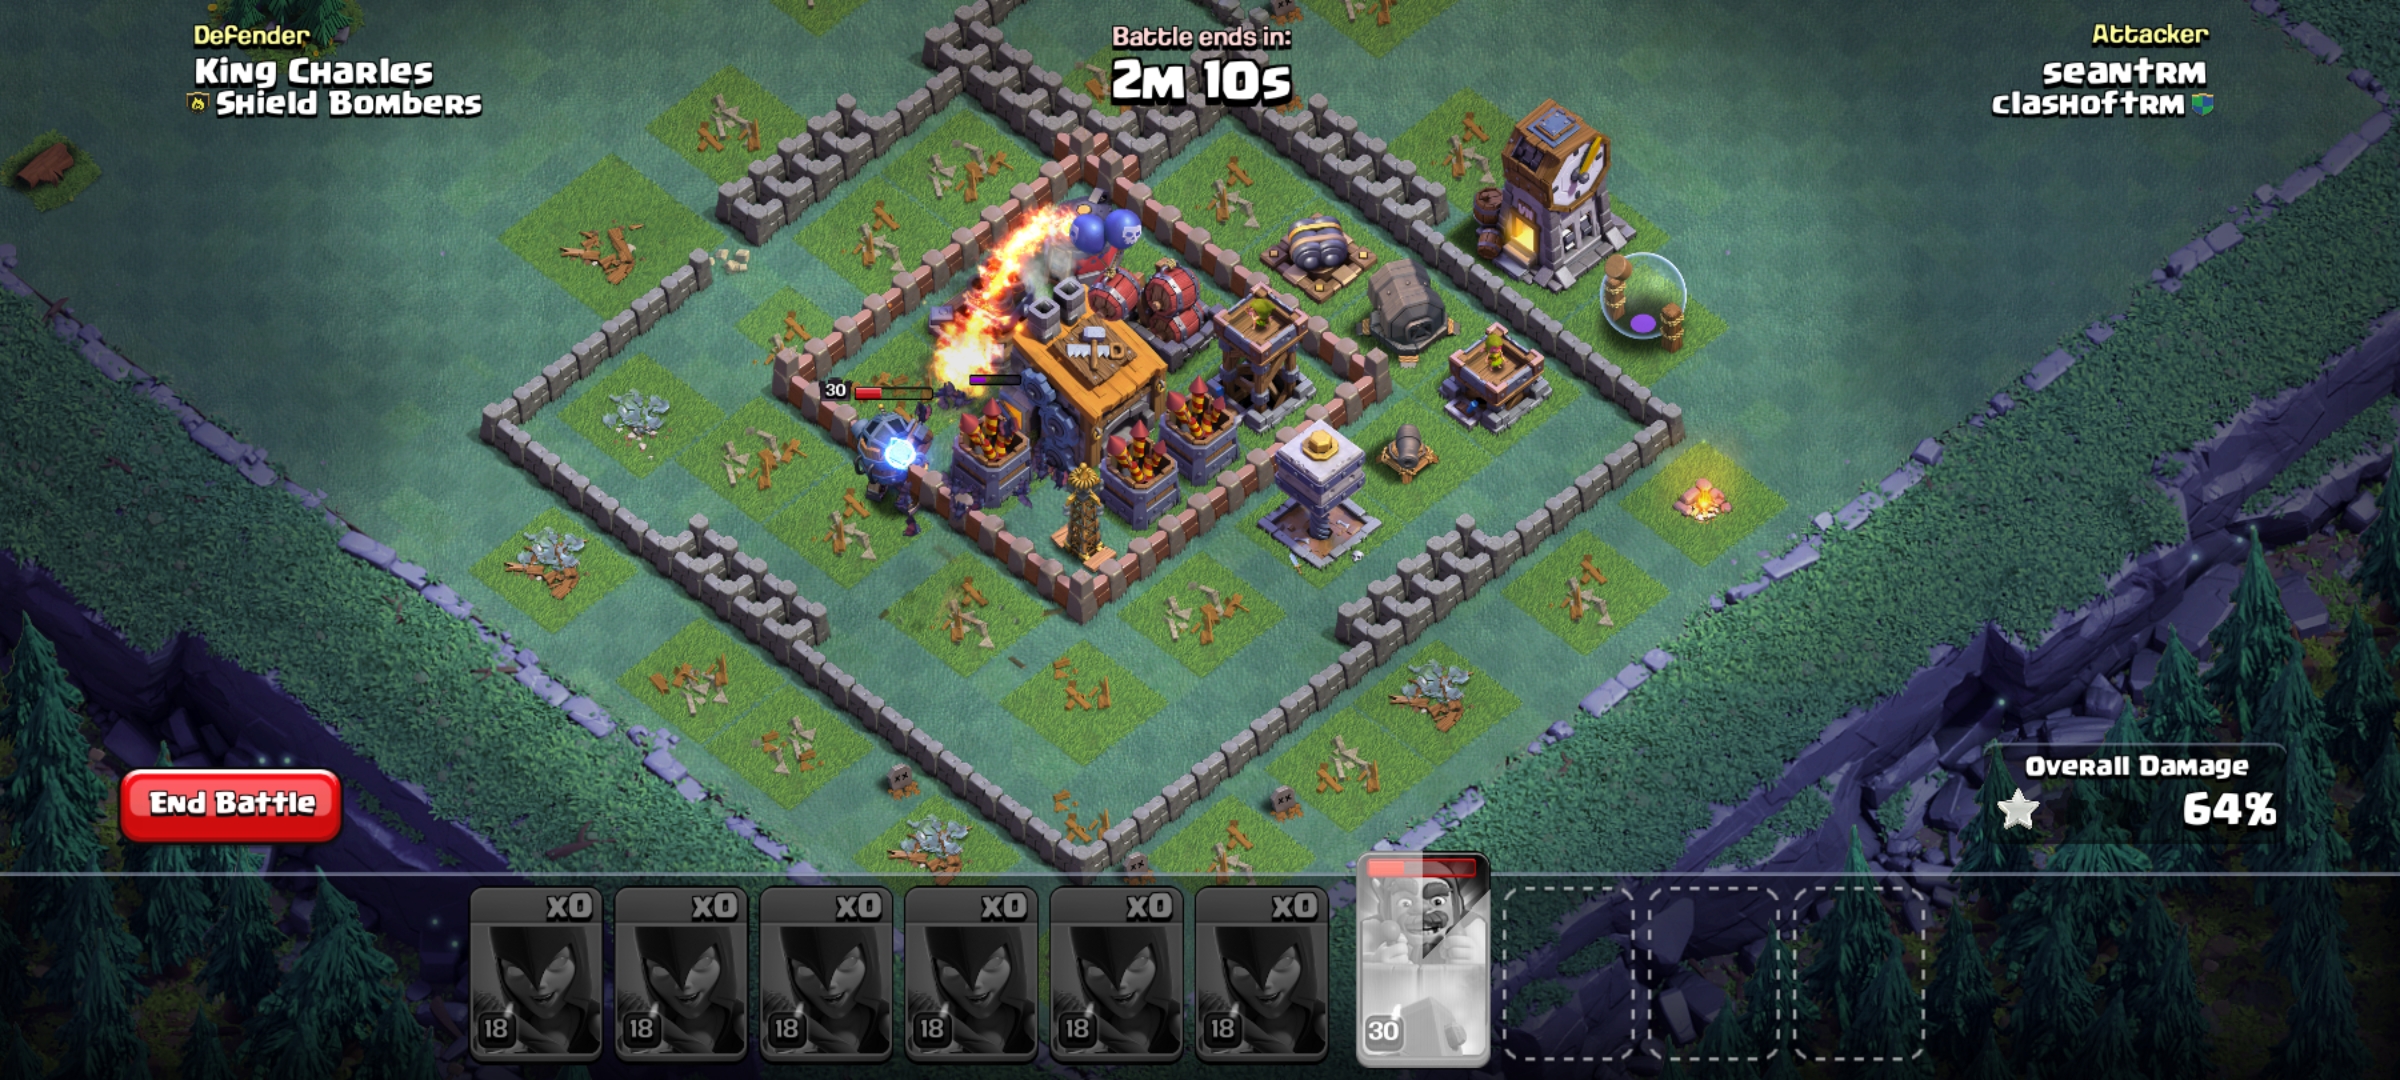 Defender
King Charles
Shield Bombers
Battle ends in:
2m 10s
Attacker
seantRM
clashoftRM
30
End Battle
Overall Damage
64%
x0
x0
x0
x0
x0
x0
18
18
18
18
18
18
30